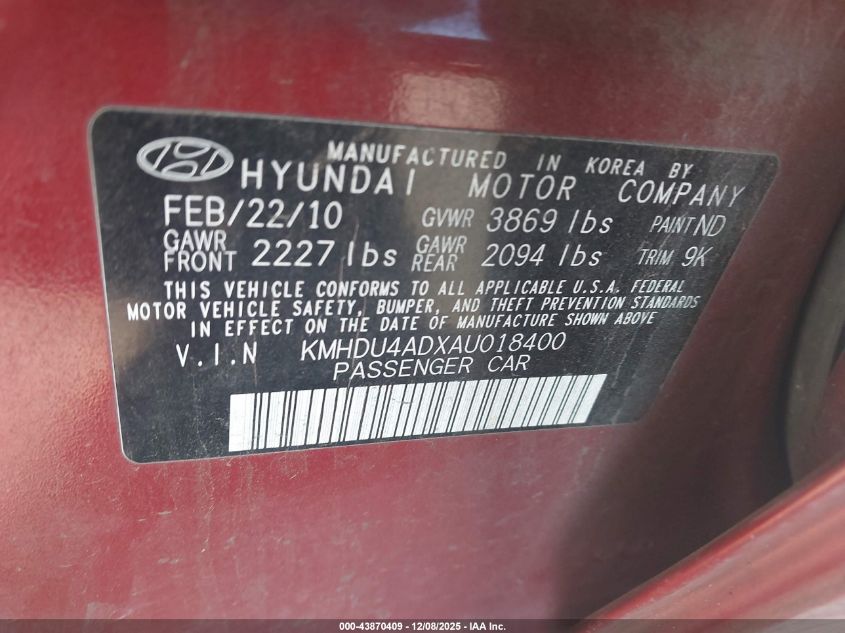 MANUFACTURED IN KOREA BY
HYUNDAI MOTOR COMPANY
FEB/22/10 GVWR 3869 lbs PAINT ND
GAWR FRONT 2227 lbs GAWR REAR 2094 lbs TRIM 9K
THIS VEHICLE CONFORMS TO ALL APPLICABLE U.S.A. FEDERAL
MOTOR VEHICLE SAFETY, BUMPER, AND THEFT PREVENTION STANDARDS
IN EFFECT ON THE DATE OF MANUFACTURE SHOWN ABOVE
V.I.N KMHDU4ADXAU018400
PASSENGER CAR
000-43870409 - 12/08/2025 - IAA Inc.